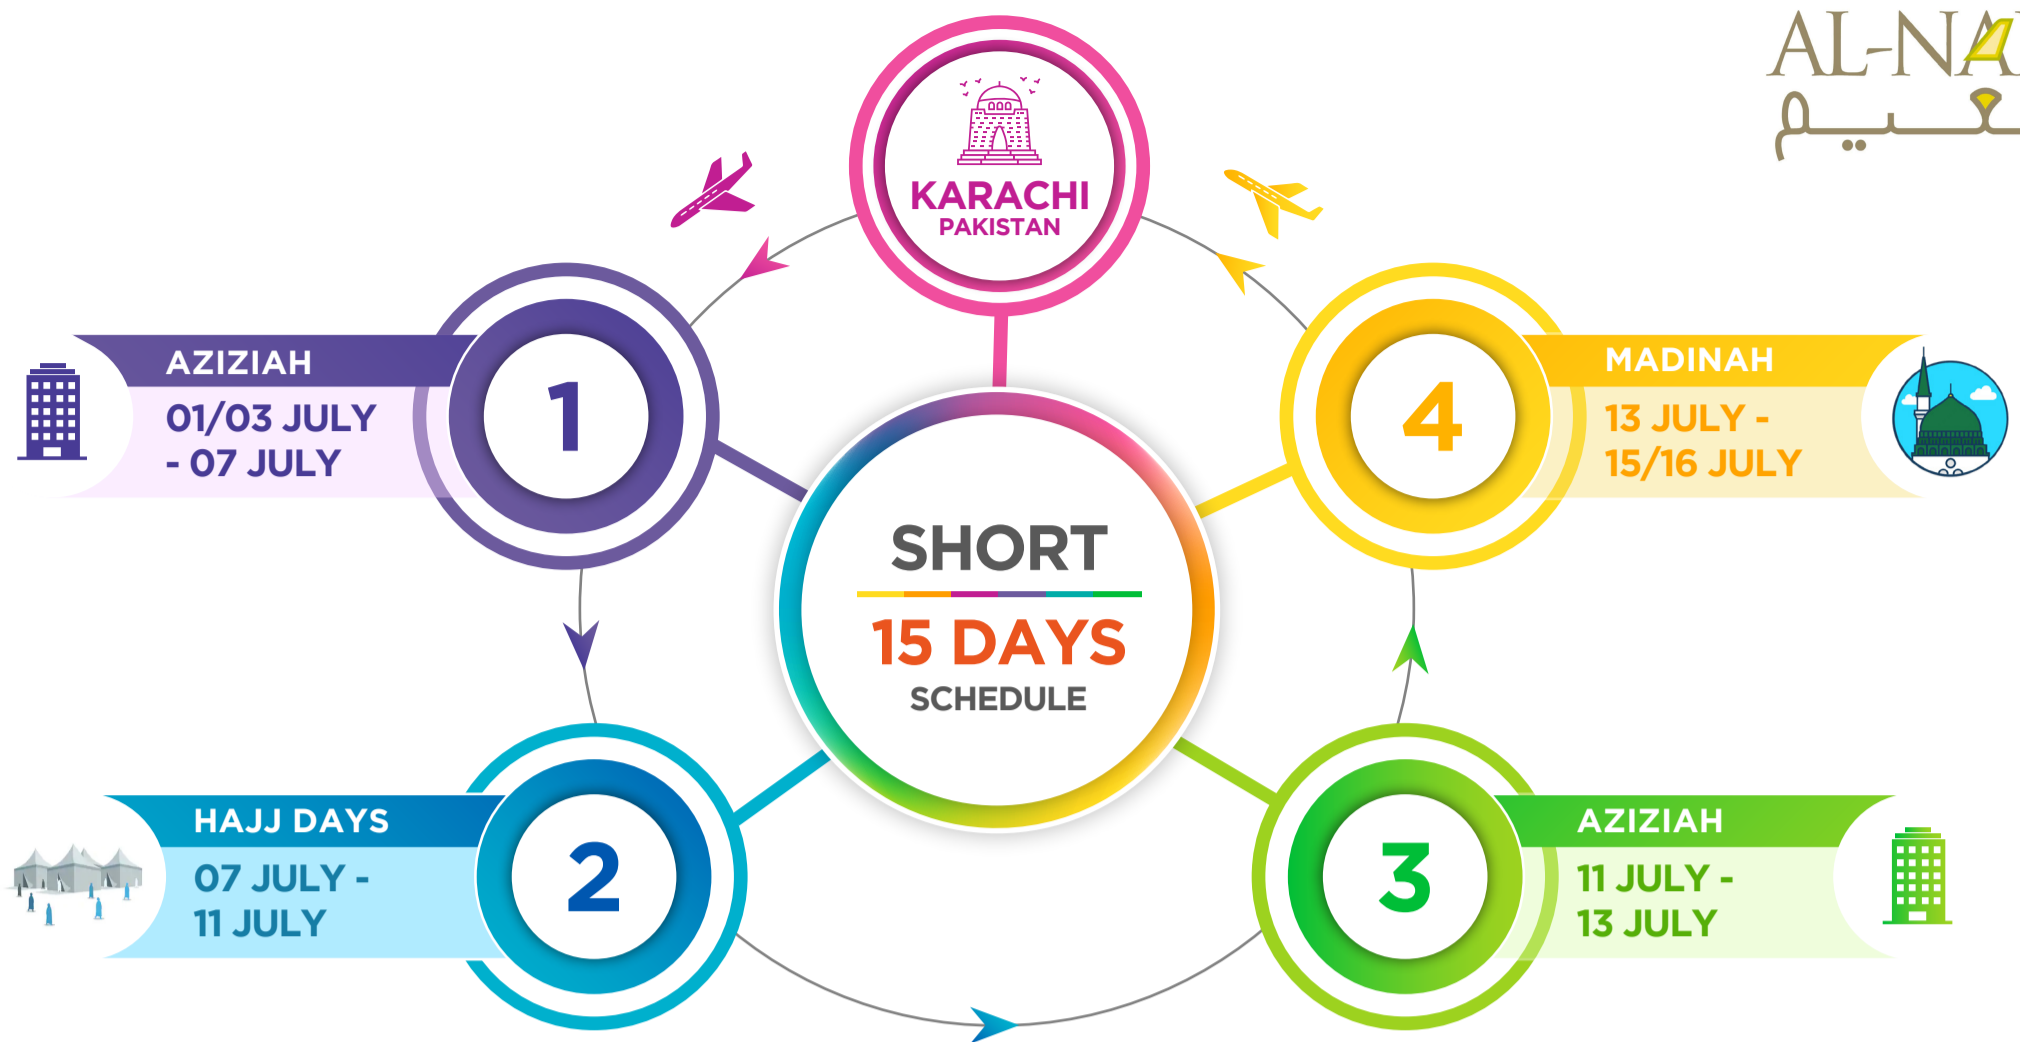 KARACHI
PAKISTAN
1
AZIZIAH
01/03 JULY
- 07 JULY
2
HAJJ DAYS
07 JULY -
11 JULY
3
AZIZIAH
11 JULY -
13 JULY
4
MADINAH
13 JULY -
15/16 JULY
SHORT
15 DAYS
SCHEDULE